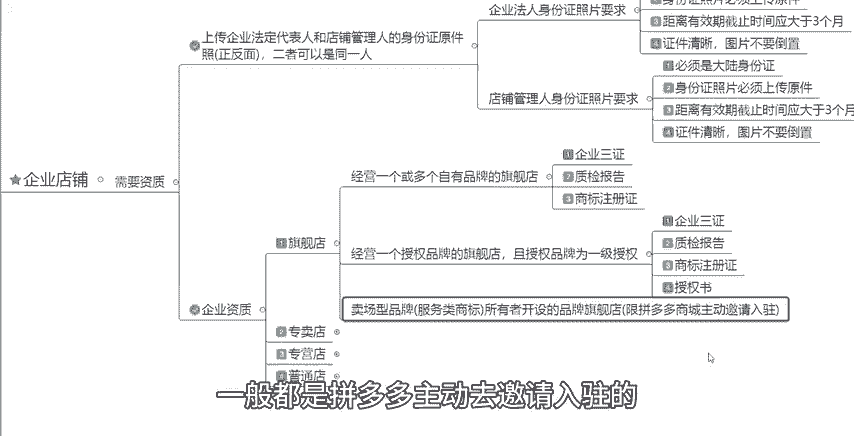 企业店铺
需要资质
上传企业法定代表人和店铺管理人的身份证原件
照(正反面)，二者可以是同一人
企业法人身份证照片要求
身份证照片必须上传原件
3 距离有效期截止时间应大于3个月
4 证件清晰，图片不要倒置
店铺管理人身份证照片要求
1 必须是大陆身份证
2 身份证照片必须上传原件
3 距离有效期截止时间应大于3个月
4 证件清晰，图片不要倒置
企业资质
1 旗舰店
经营一个或多个自有品牌的旗舰店
1 企业三证
2 质检报告
3 商标注册证
经营一个授权品牌的旗舰店，且授权品牌为一级授权
1 企业三证
2 质检报告
3 商标注册证
4 授权书
卖场型品牌(服务类商标)所有者开设的品牌旗舰店(限拼多多商城主动邀请入驻)
2 专卖店
3 专营店
4 普通店
一般都是拼多多主动去邀请入驻的